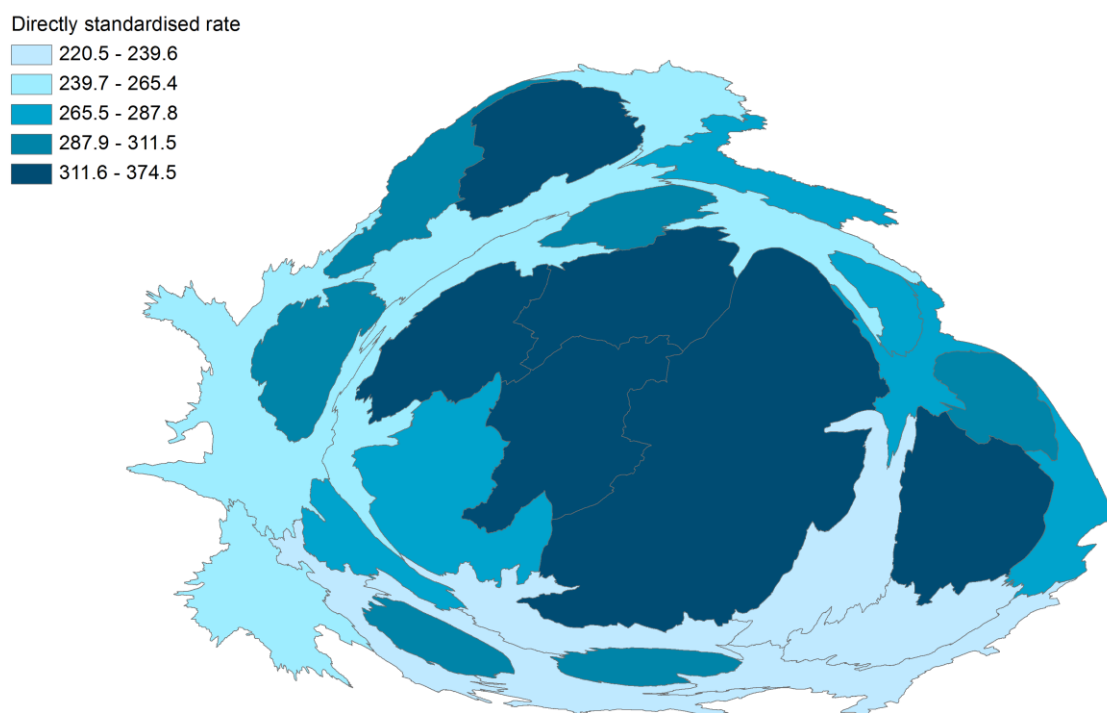 Directly standardised rate
220.5 - 239.6
239.7 - 265.4
265.5 - 287.8
287.9 - 311.5
311.6 - 374.5